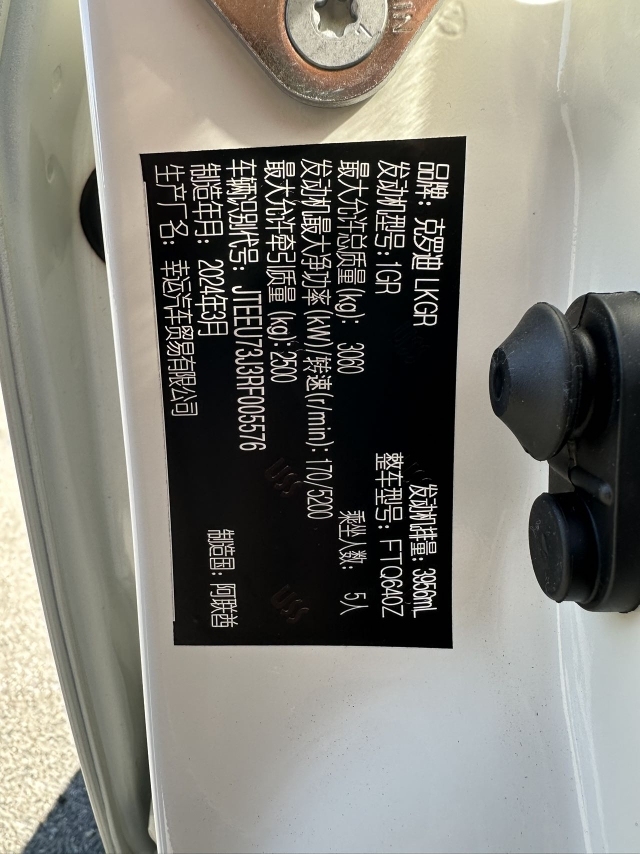 品牌：克罗迪 LKGR
发动机型号：1GR 发动机排量：3956mL
最大允许总质量(kg)：3060 整车型号：FTQ640Z
发动机最大净功率(kW)/转速(r/min)：170/5200 乘坐人数：5人
最大允许牵引质量(kg)：2500
车辆识别代号：JTEEU73J3RF005576
制造年月：2024年3月 制造国：阿联酋
生产厂名：幸运汽车贸易有限公司